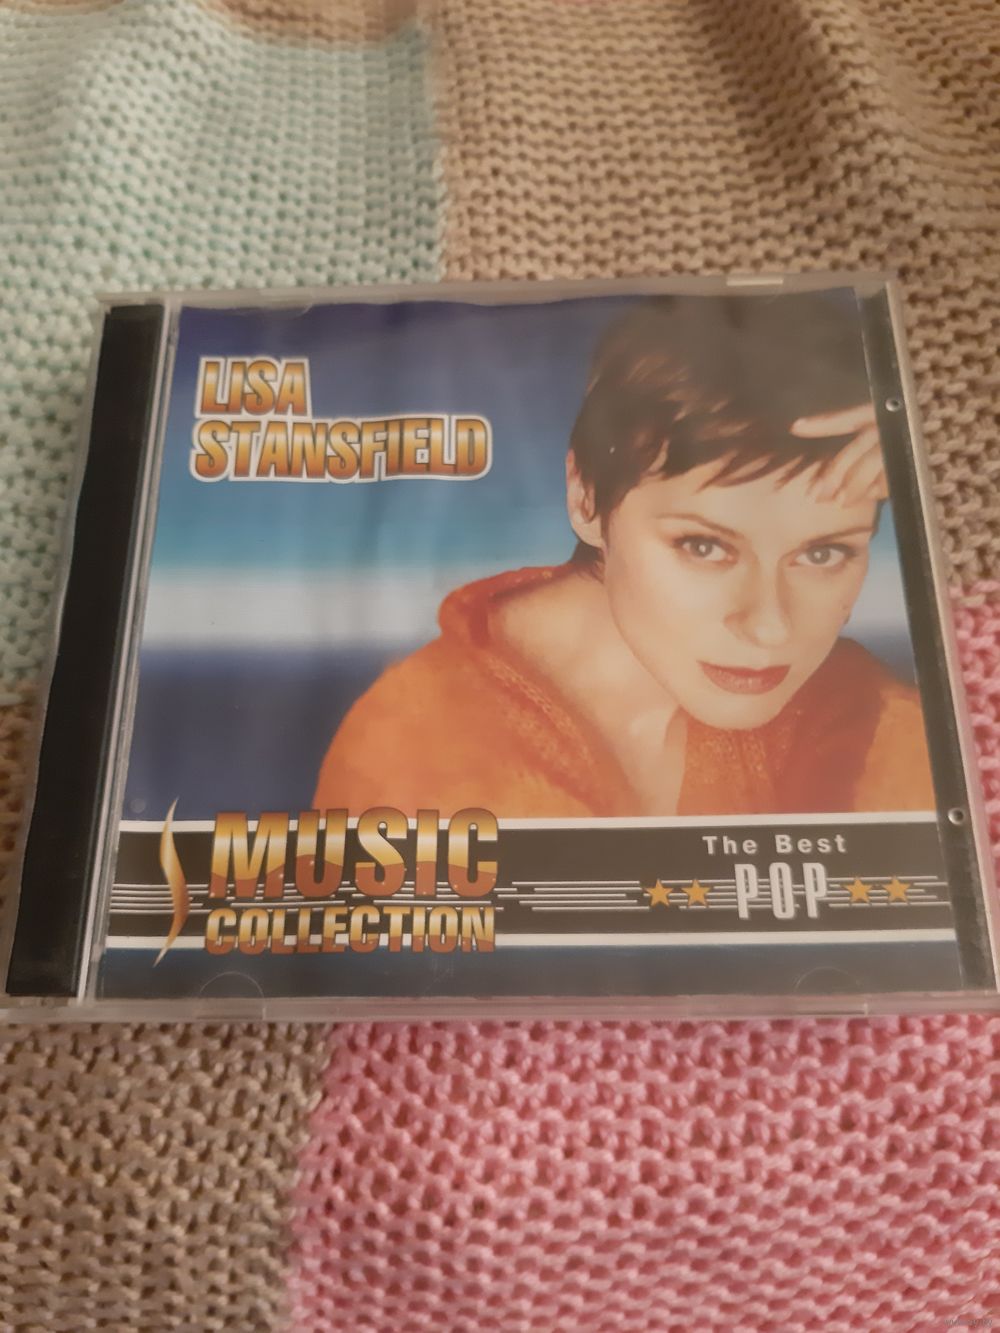 LISA
STANSFIELD
MUSIC
COLLECTION
The Best
POP